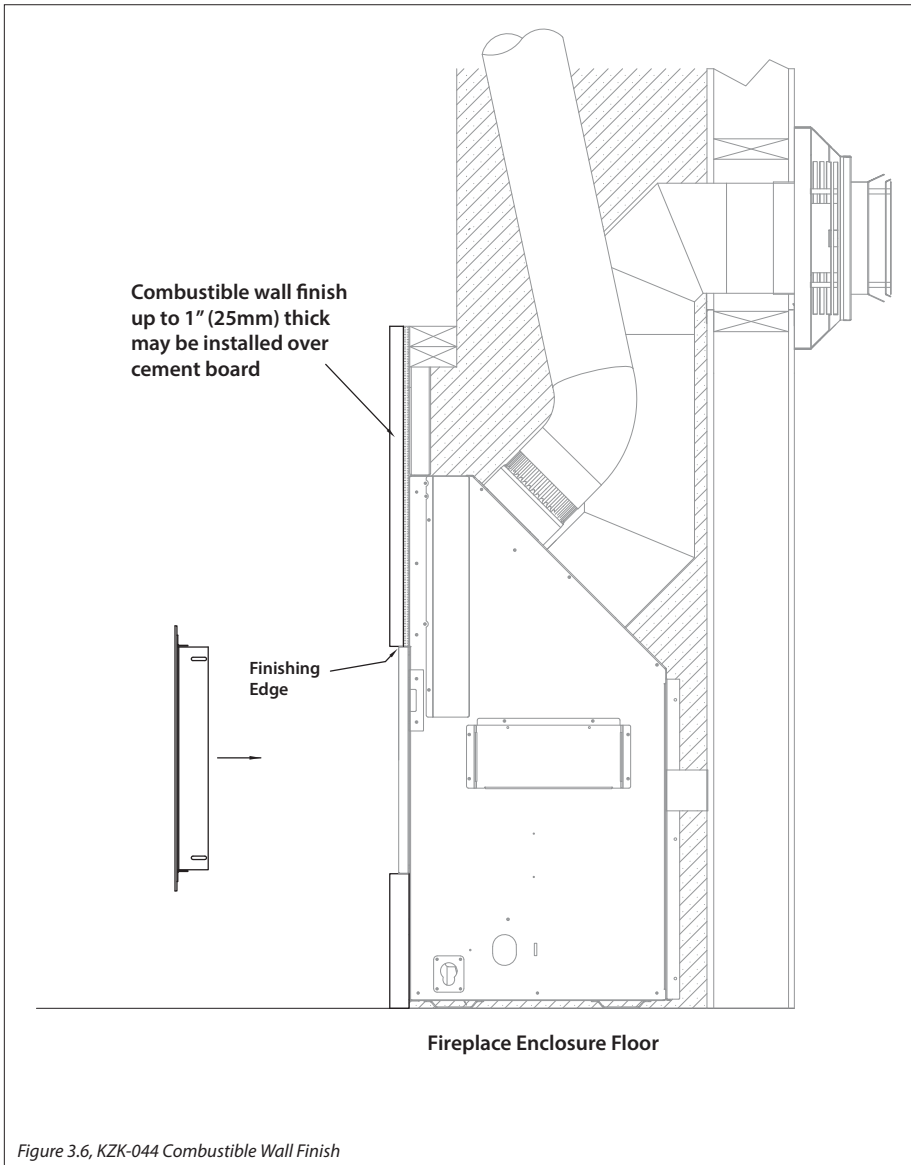 Combustible wall finish
up to 1” (25mm) thick
may be installed over
cement board
Finishing
Edge
Fireplace Enclosure Floor
Figure 3.6, KZK-044 Combustible Wall Finish